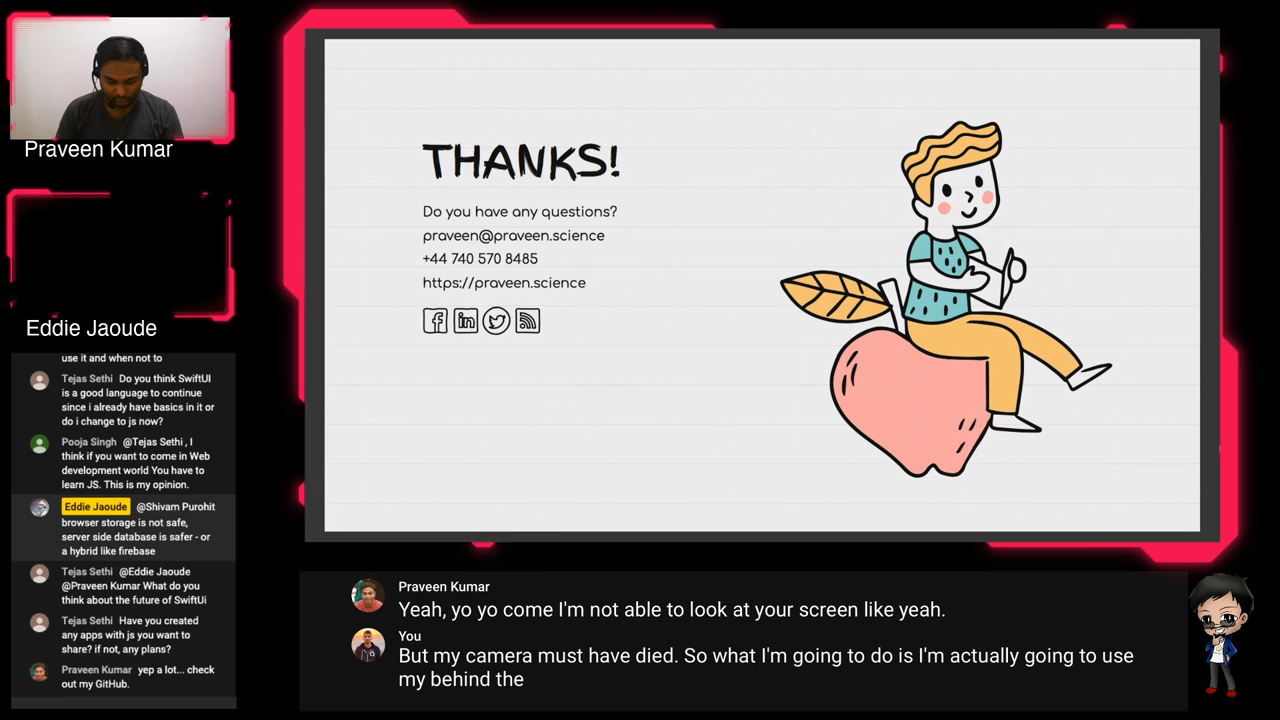 Praveen Kumar
Eddie Jaoude
use it and when not to
Tejas Sethi Do you think SwiftUI
is a good language to continue
since i already have basics in it or
do i change to js now?
Pooja Singh @Tejas Sethi , I
think if you want to come in Web
development world You have to
learn JS. This is my opinion.
Eddie Jaoude @Shivam Purohit
browser storage is not safe,
server side database is safer - or
a hybrid like firebase
Tejas Sethi @Eddie Jaoude
@Praveen Kumar What do you
think about the future of SwiftUi
Tejas Sethi Have you created
any apps with js you want to
share? if not, any plans?
Praveen Kumar yep a lot... check
out my GitHub.
THANKS!
Do you have any questions?
praveen@praveen.science
+44 740 570 8485
https://praveen.science
Praveen Kumar
Yeah, yo yo come I'm not able to look at your screen like yeah.
You
But my camera must have died. So what I'm going to do is I'm actually going to use
my behind the